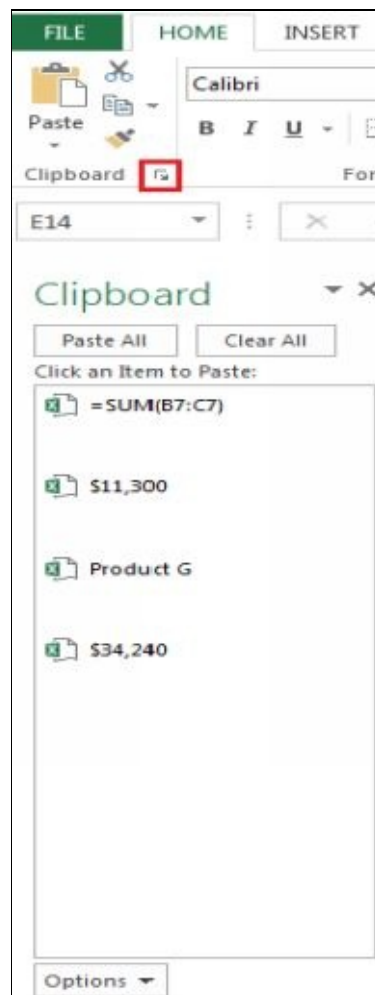 FILE HOME INSERT
Calibri
Paste B I U
Clipboard
E14
Clipboard
Paste All Clear All
Click an Item to Paste:
=SUM(B7:C7)
$11,300
Product G
$34,240
Options